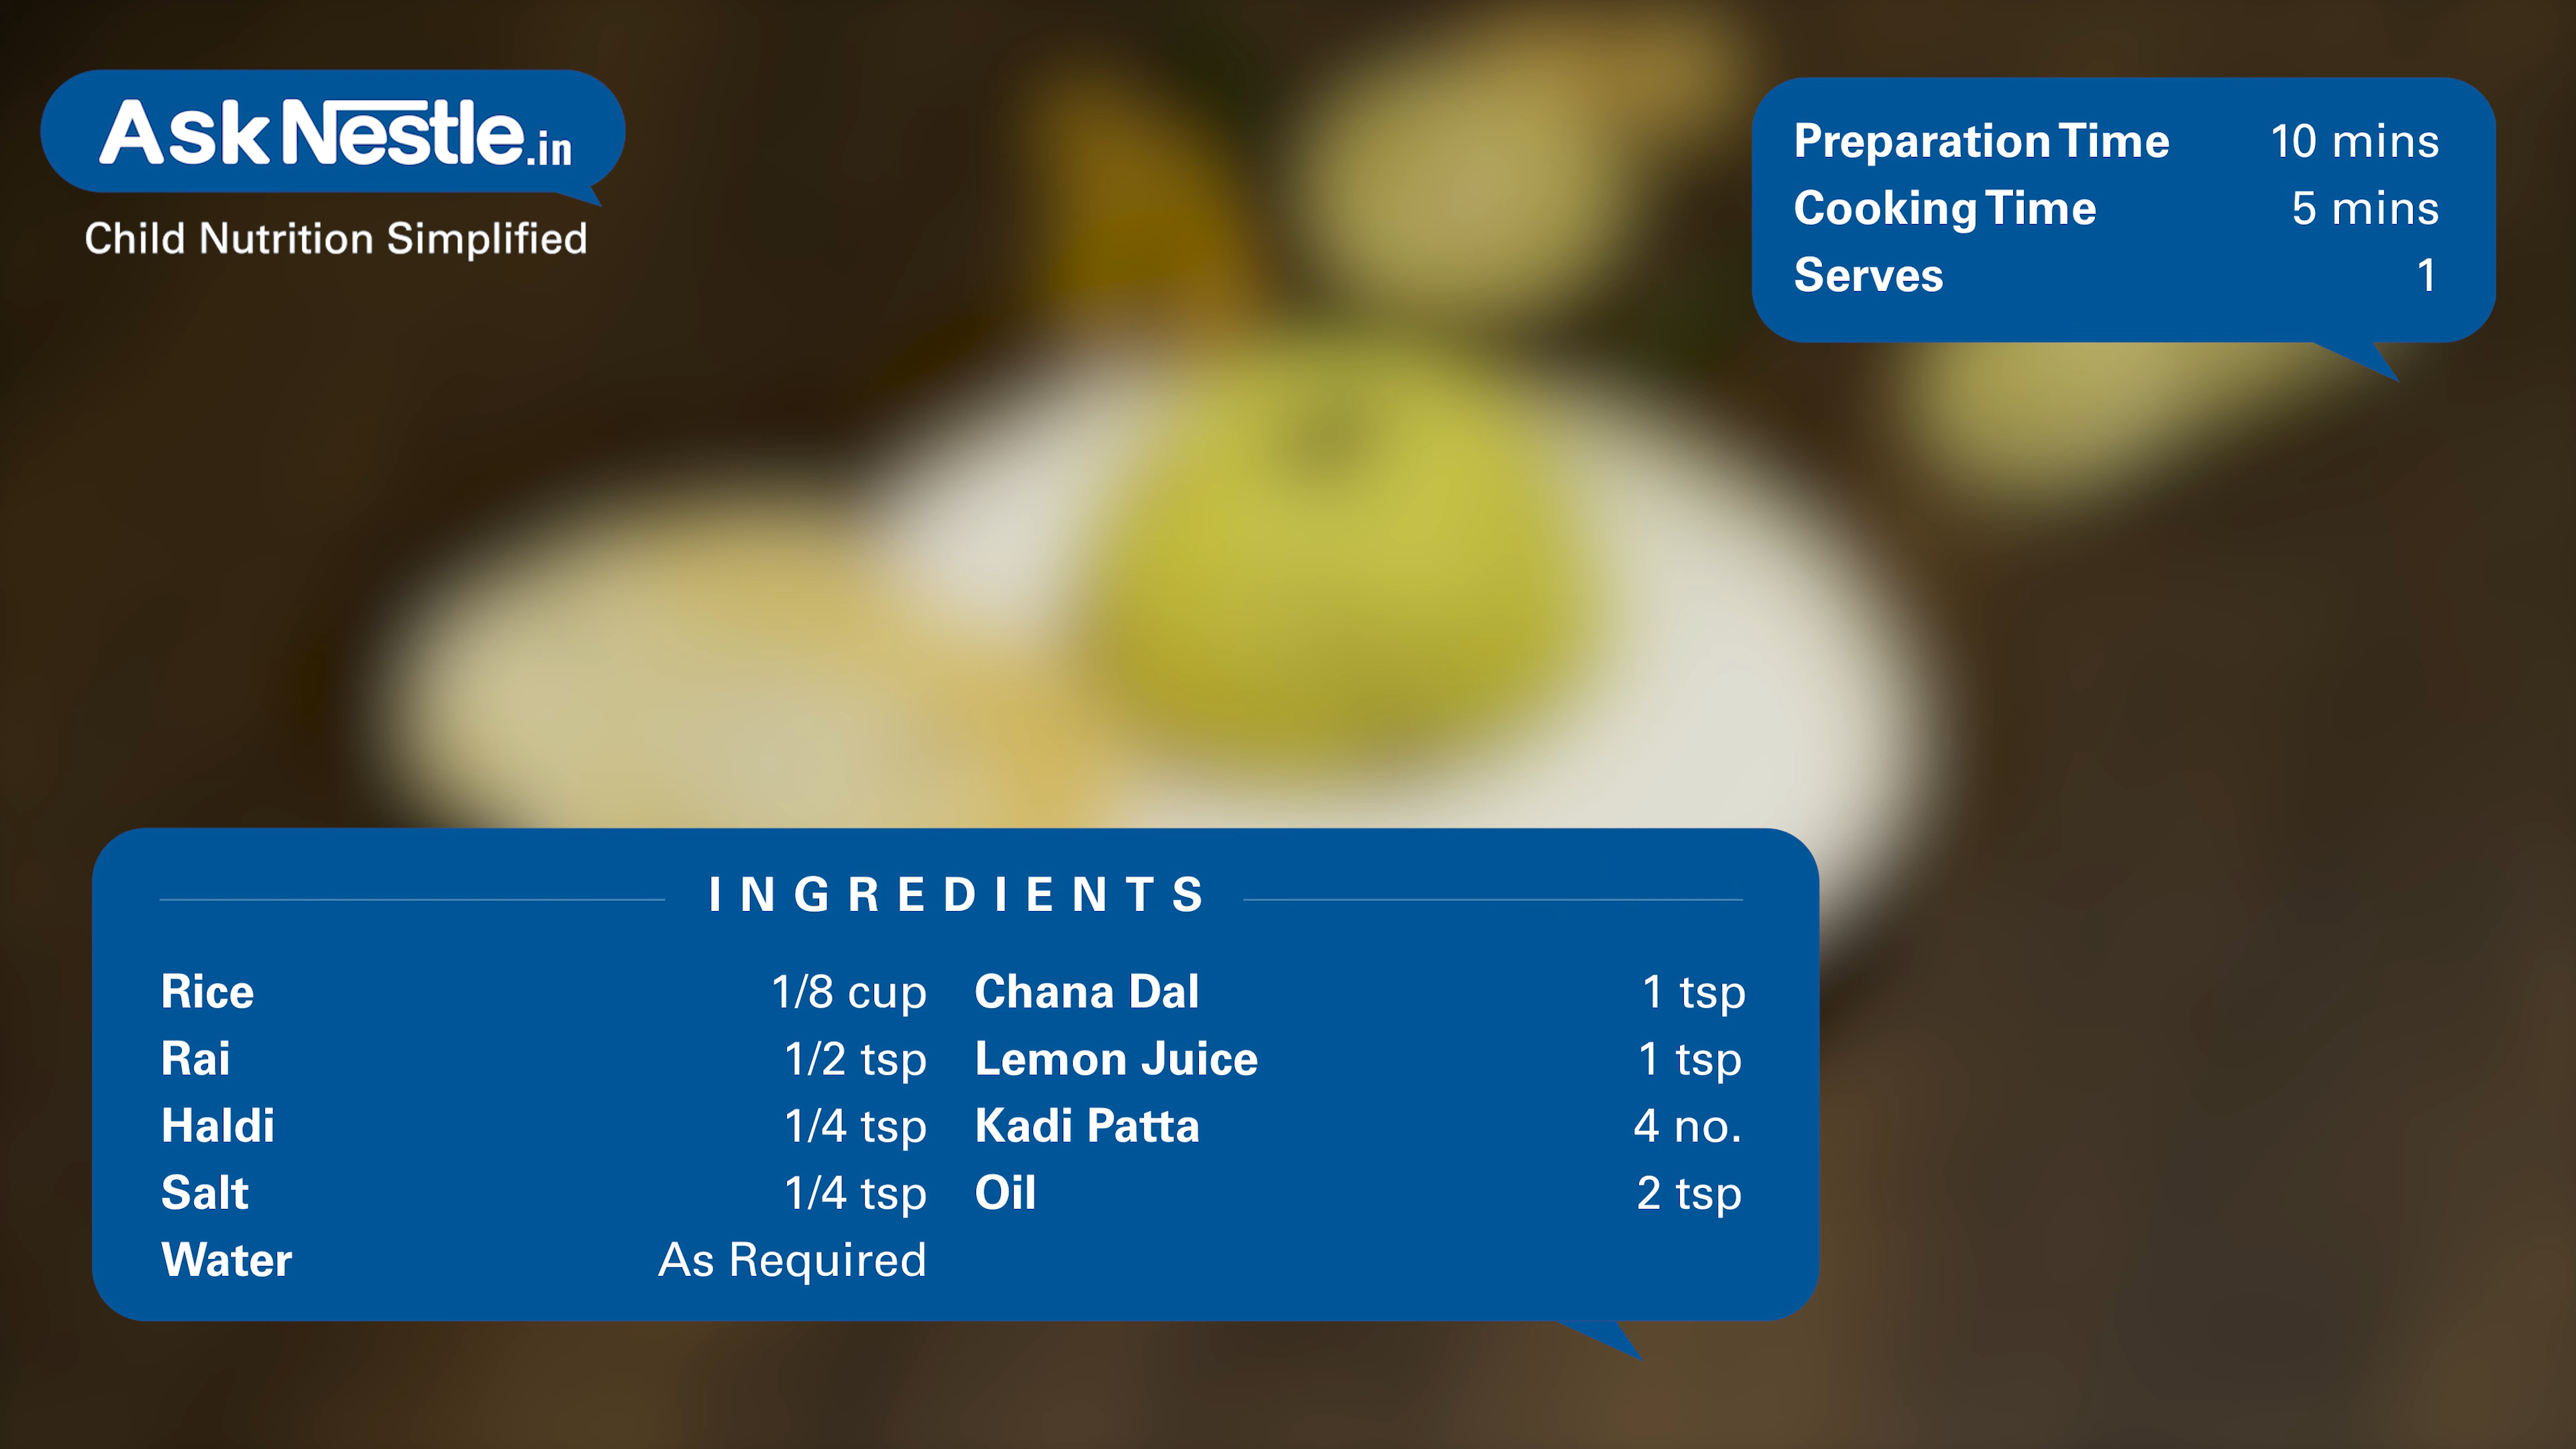 AskNestle.in
Child Nutrition Simplified
Preparation Time 10 mins
Cooking Time 5 mins
Serves 1
INGREDIENTS
Rice 1/8 cup Chana Dal 1 tsp
Rai 1/2 tsp Lemon Juice 1 tsp
Haldi 1/4 tsp Kadi Patta 4 no.
Salt 1/4 tsp Oil 2 tsp
Water As Required